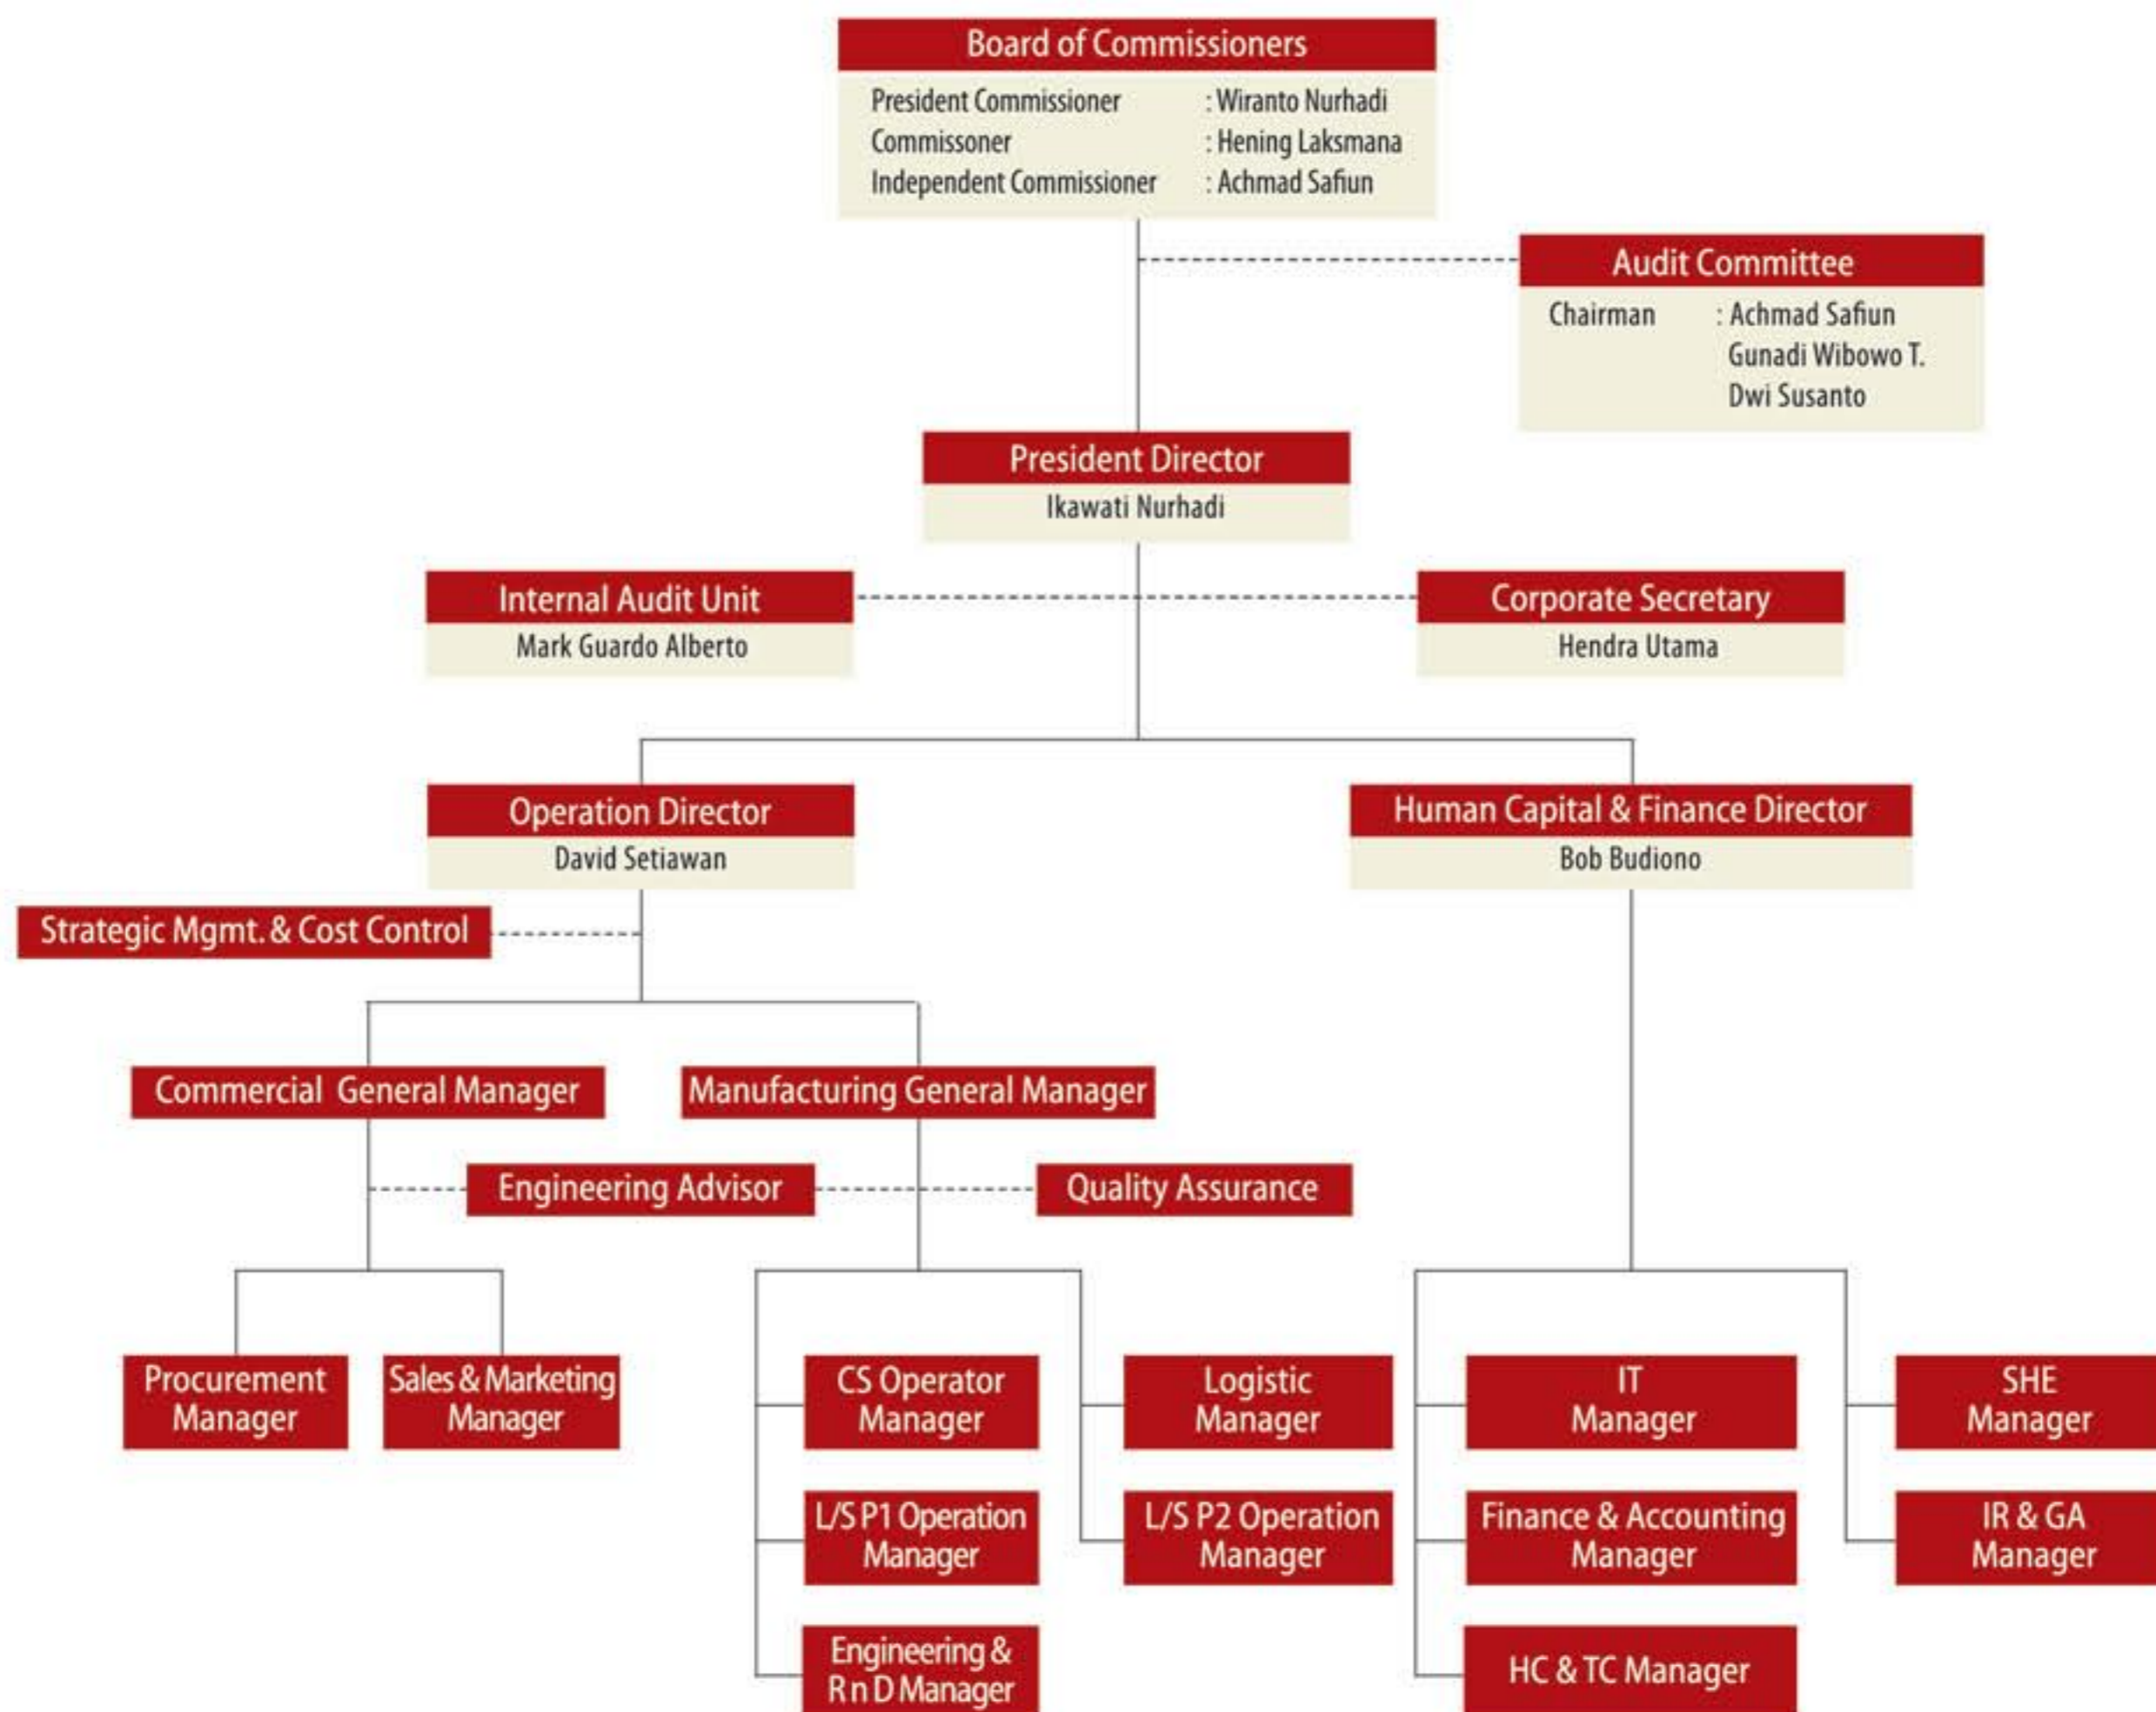 Board of Commissioners
President Commissioner : Wiranto Nurhadi
Commissoner : Hening Laksmana
Independent Commissioner : Achmad Safiun
Audit Committee
Chairman : Achmad Safiun
Gunadi Wibowo T.
Dwi Susanto
President Director
Ikawati Nurhadi
Internal Audit Unit
Mark Guardo Alberto
Corporate Secretary
Hendra Utama
Operation Director
David Setiawan
Human Capital & Finance Director
Bob Budiono
Strategic Mgmt. & Cost Control
Commercial General Manager
Manufacturing General Manager
Engineering Advisor
Quality Assurance
Procurement
Manager
Sales & Marketing
Manager
CS Operator
Manager
Logistic
Manager
IT
Manager
SHE
Manager
L/S P1 Operation
Manager
L/S P2 Operation
Manager
Finance & Accounting
Manager
IR & GA
Manager
Engineering &
R n D Manager
HC & TC Manager